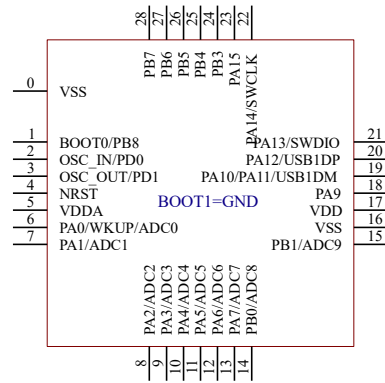 28
27
26
25
24
23
22
PB7
PB6
PB5
PB4
PB3
PA15
PA14/SWCLK
0
VSS
1
BOOT0/PB8
2
OSC_IN/PD0
3
OSC_OUT/PD1
4
NRST
5
VDDA
6
PA0/WKUP/ADC0
7
PA1/ADC1
BOOT1=GND
PA13/SWDIO
21
PA12/USB1DP
20
PA10/PA11/USB1DM
19
PA9
18
VDD
17
VSS
16
PB1/ADC9
15
PA2/ADC2
PA3/ADC3
PA4/ADC4
PA5/ADC5
PA6/ADC6
PA7/ADC7
PB0/ADC8
8
9
10
11
12
13
14